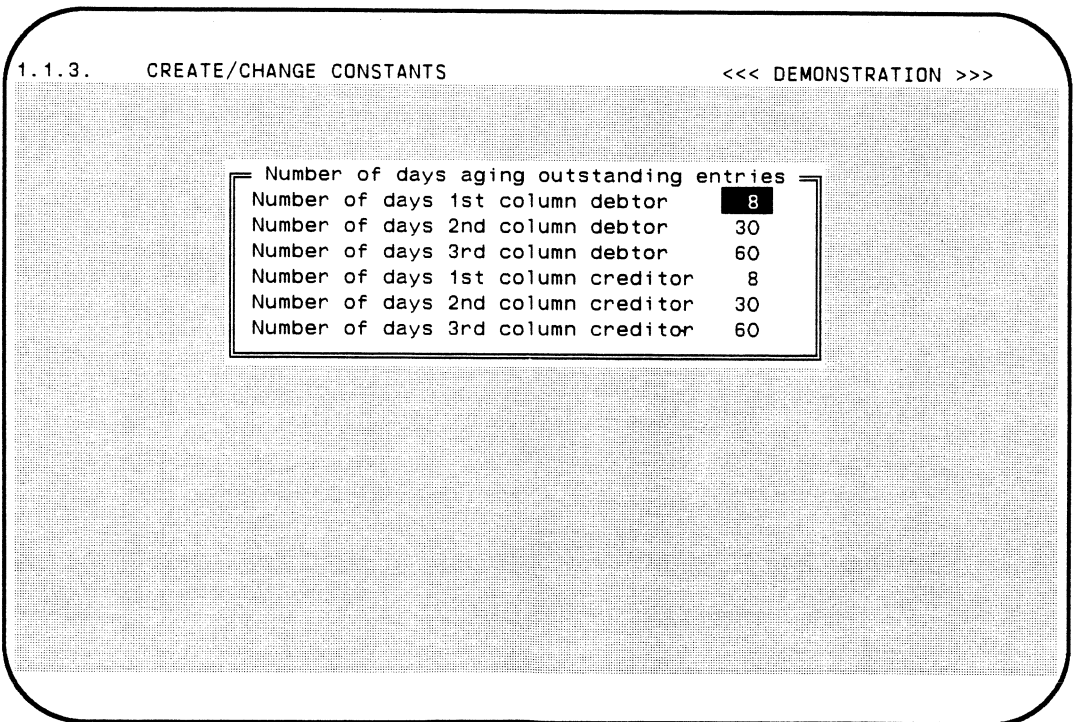 1.1.3. CREATE/CHANGE CONSTANTS <<< DEMONSTRATION >>>
Number of days aging outstanding entries
Number of days 1st column debtor 8
Number of days 2nd column debtor 30
Number of days 3rd column debtor 60
Number of days 1st column creditor 8
Number of days 2nd column creditor 30
Number of days 3rd column creditor 60